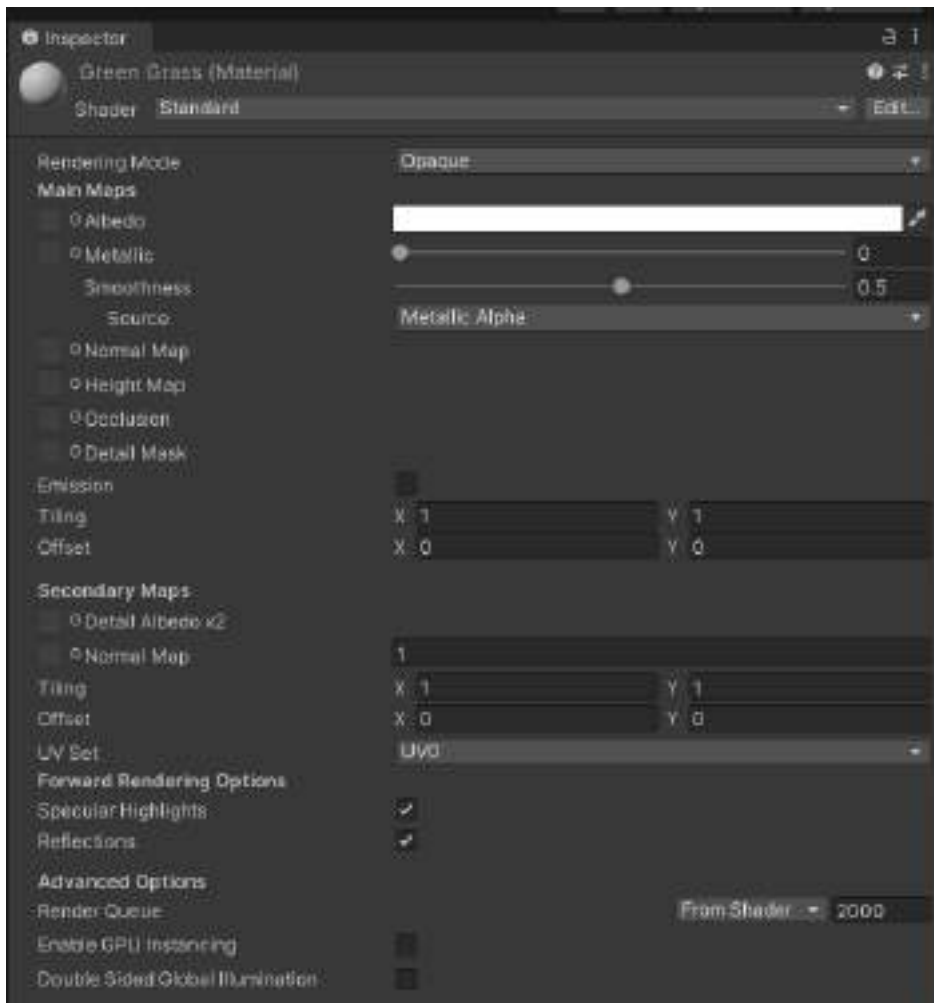 Inspector
Green Grass (Material)
Shader Standard Edit...
Rendering Mode Opaque
Main Maps
Albedo
Metallic 0
Smoothness 0.5
Source Metallic Alpha
Normal Map
Height Map
Occlusion
Detail Mask
Emission
Tiling X 1 Y 1
Offset X 0 Y 0
Secondary Maps
Detail Albedo x2
Normal Map 1
Tiling X 1 Y 1
Offset X 0 Y 0
UV Set UV0
Forward Rendering Options
Specular Highlights
Reflections
Advanced Options
Render Queue From Shader 2000
Enable GPU Instancing
Double Sided Global Illumination